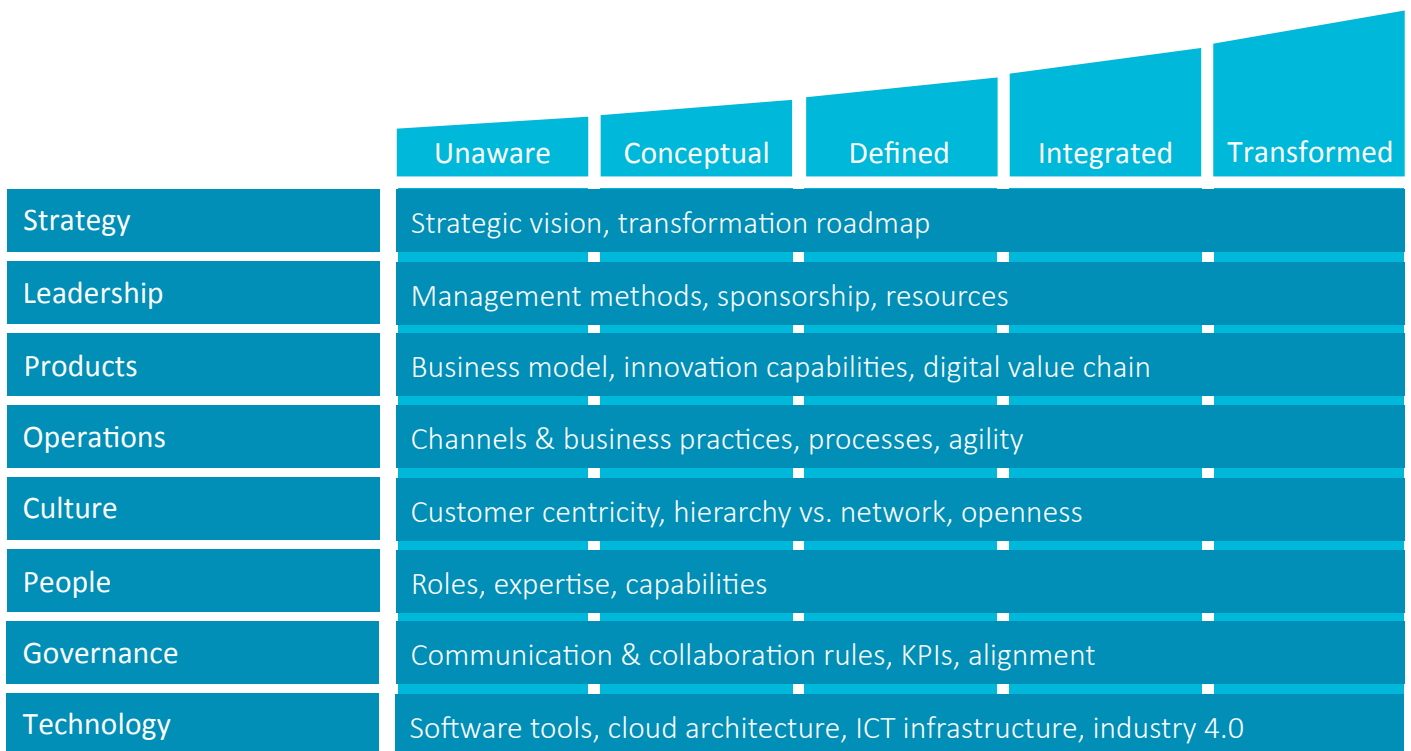 Unaware Conceptual Defined Integrated Transformed
Strategy Strategic vision, transformation roadmap
Leadership Management methods, sponsorship, resources
Products Business model, innovation capabilities, digital value chain
Operations Channels & business practices, processes, agility
Culture Customer centricity, hierarchy vs. network, openness
People Roles, expertise, capabilities
Governance Communication & collaboration rules, KPIs, alignment
Technology Software tools, cloud architecture, ICT infrastructure, industry 4.0